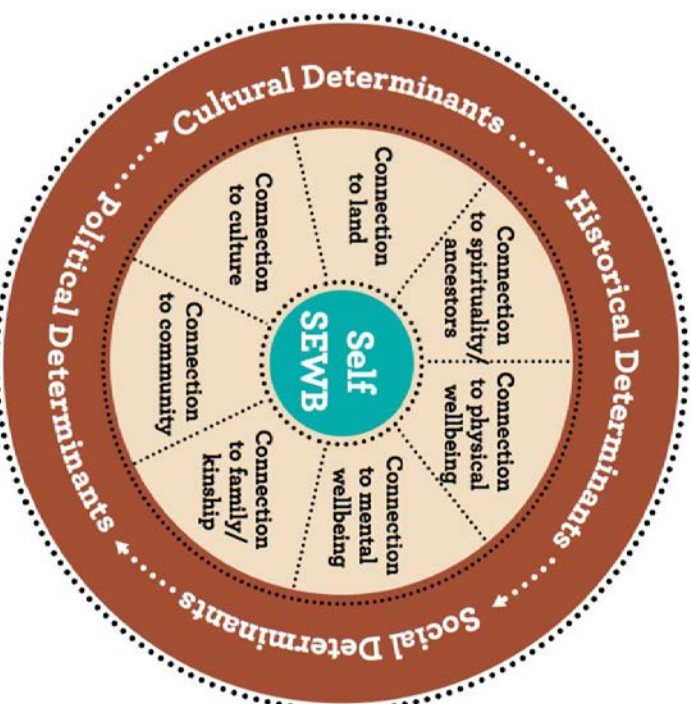 Historical Determinants
Social Determinants
Political Determinants
Cultural Determinants
Connection
to spirituality/
ancestors
Connection
to physical
wellbeing
Connection
to mental
wellbeing
Connection
to family/
kinship
Connection
to community
Connection
to culture
Connection
to land
Self
SEWB